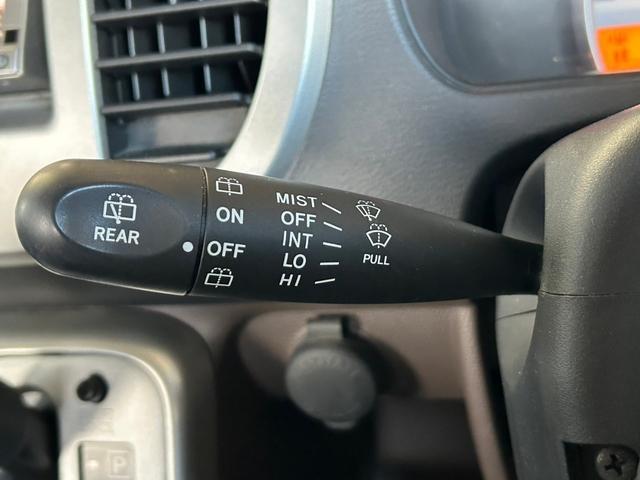 REAR
ON
OFF
MIST
OFF
INT
LO
HI
PULL
P